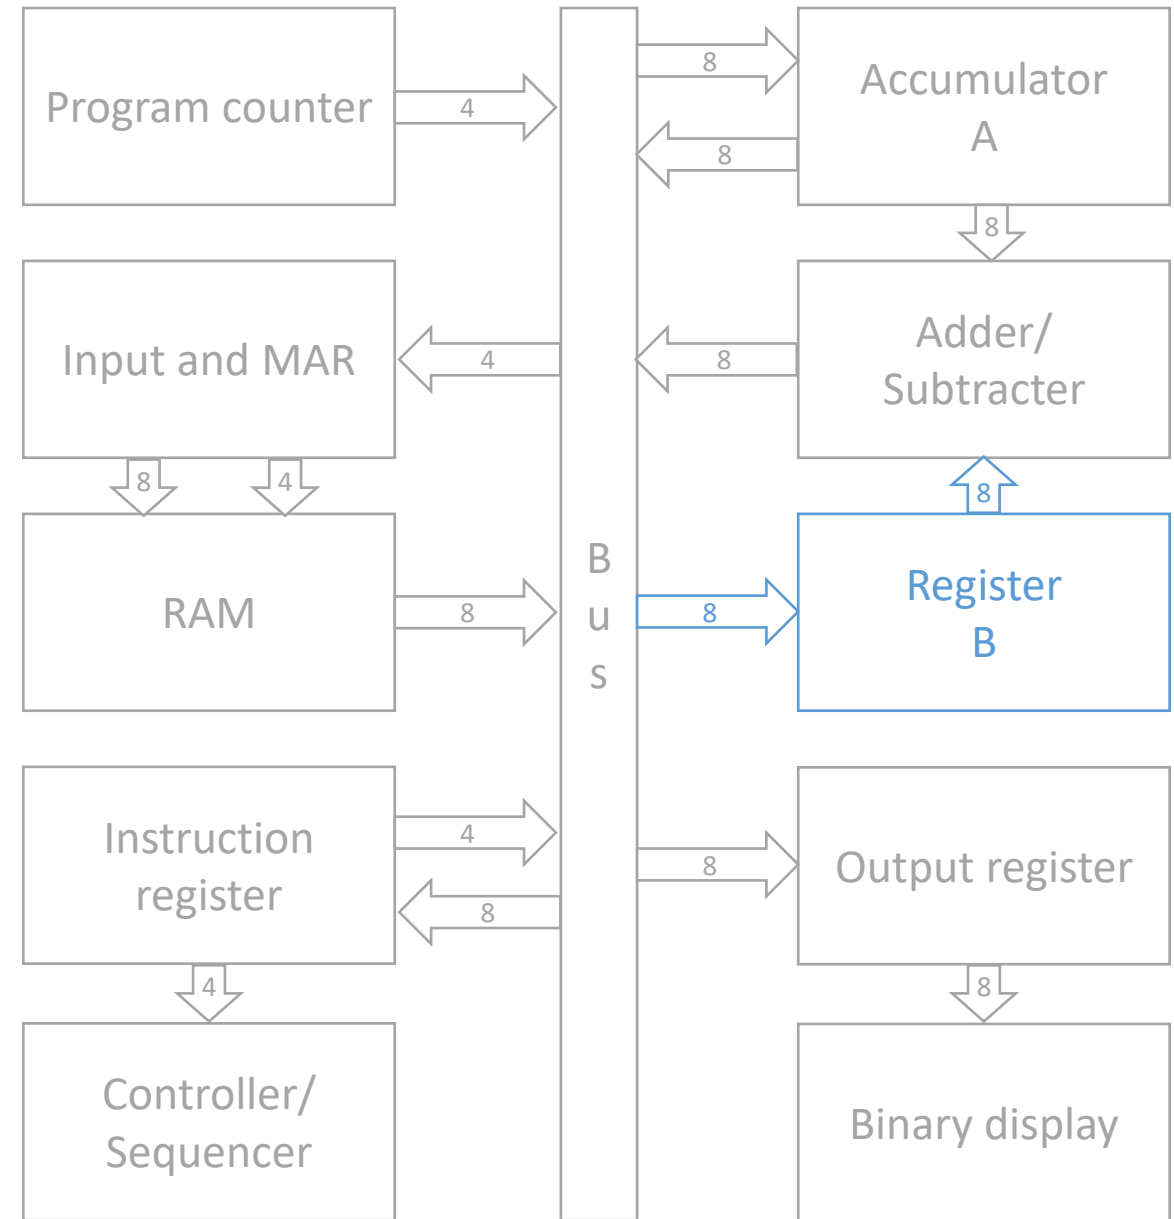 Program counter
4
8
Accumulator
A
8
8
Input and MAR
4
8
Adder/
Subtracter
8
4
8
RAM
8
B
u
s
8
Register
B
Instruction
register
4
8
8
Output register
4
8
Controller/
Sequencer
Binary display